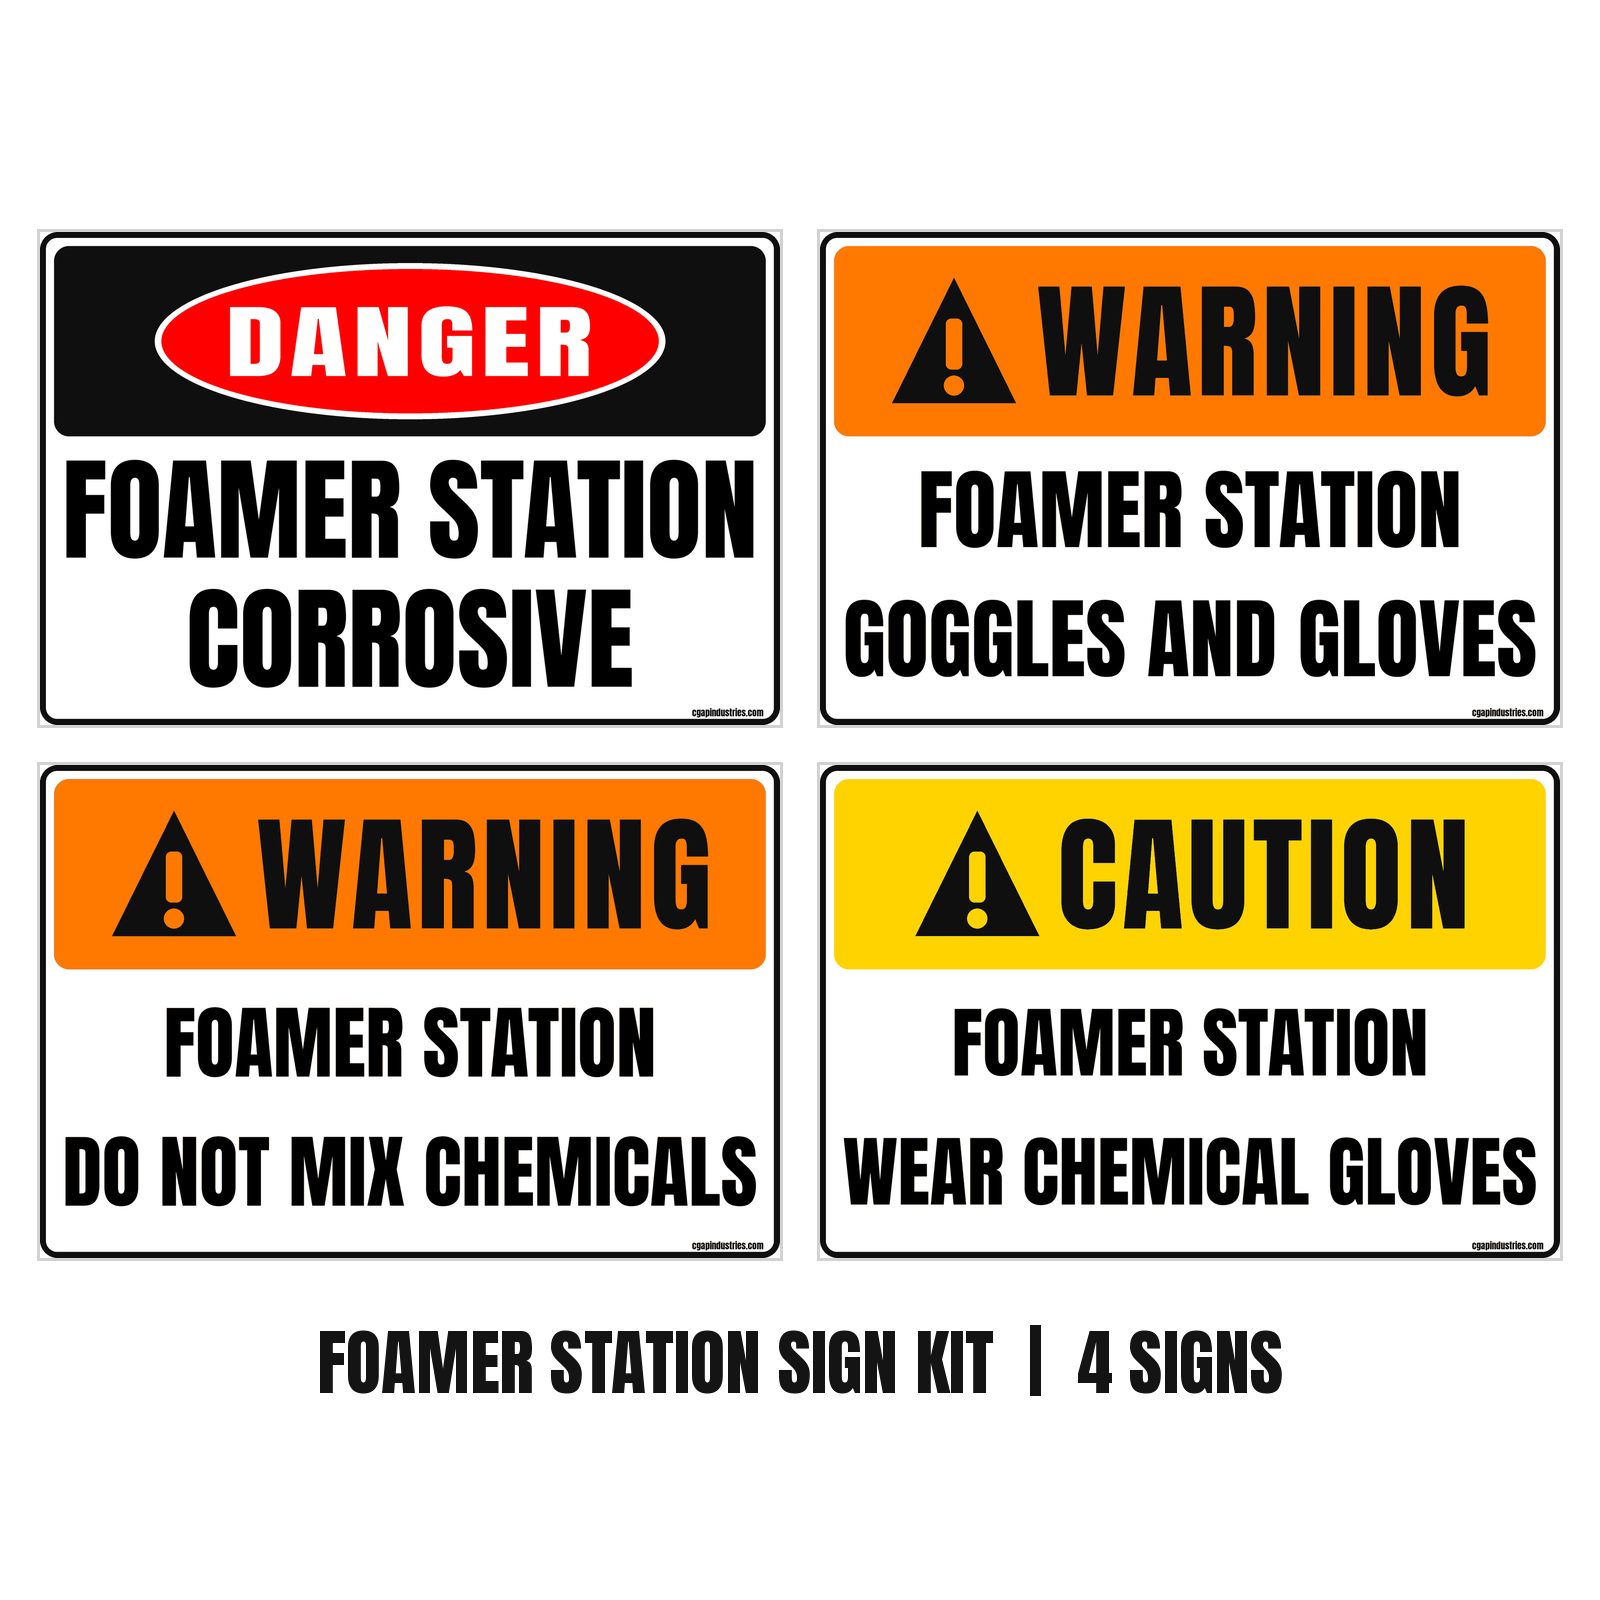 DANGER
FOAMER STATION
CORROSIVE
cgapindustries.com
WARNING
FOAMER STATION
GOGGLES AND GLOVES
cgapindustries.com
WARNING
FOAMER STATION
DO NOT MIX CHEMICALS
cgapindustries.com
CAUTION
FOAMER STATION
WEAR CHEMICAL GLOVES
cgapindustries.com
FOAMER STATION SIGN KIT | 4 SIGNS